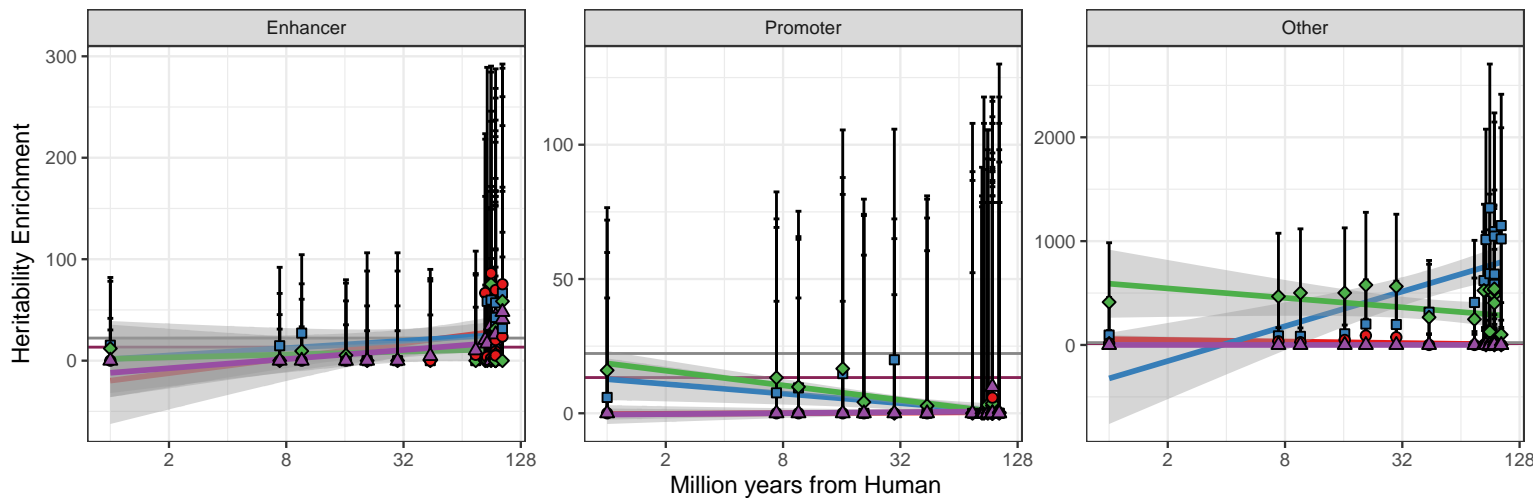 Enhancer
Promoter
Other
Heritability Enrichment
300
200
100
0
100
50
0
2000
1000
0
2 8 32 128
2 8 32 128
2 8 32 128
Million years from Human